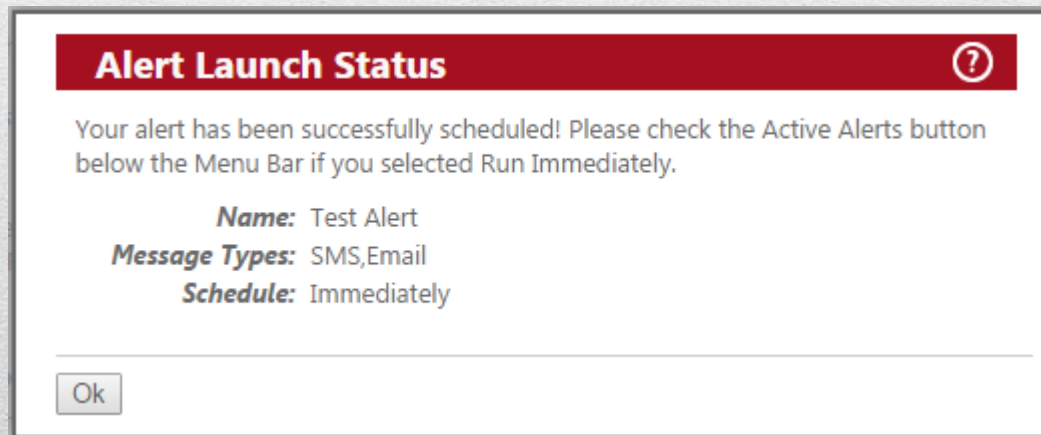 Alert Launch Status
?
Your alert has been successfully scheduled! Please check the Active Alerts button
below the Menu Bar if you selected Run Immediately.
Name: Test Alert
Message Types: SMS,Email
Schedule: Immediately
Ok